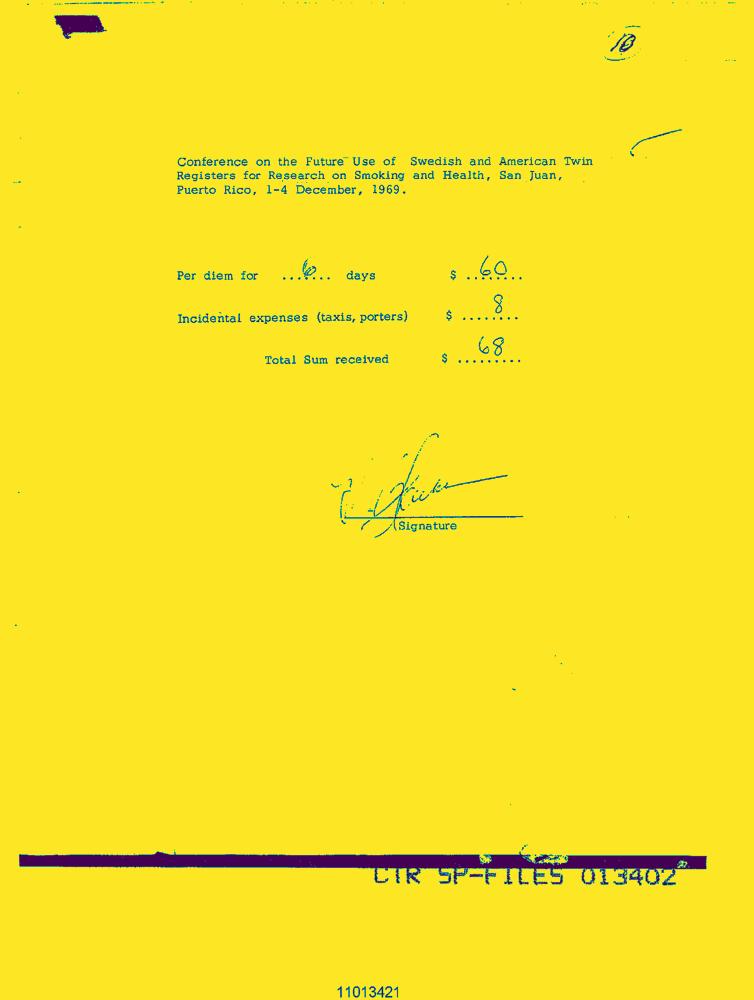 10
Conference on the Future Use of Swedish and American Twin
Registers for Research on Smoking and Health, San Juan,
Puerto Rico, 1-4 December, 1969.
Per diem for ...6... days $ ..60..
Incidental expenses (taxis, porters) $ ....8...
Total Sum received $ ...68....
Signature
CTR SP-FILES 013402
11013421